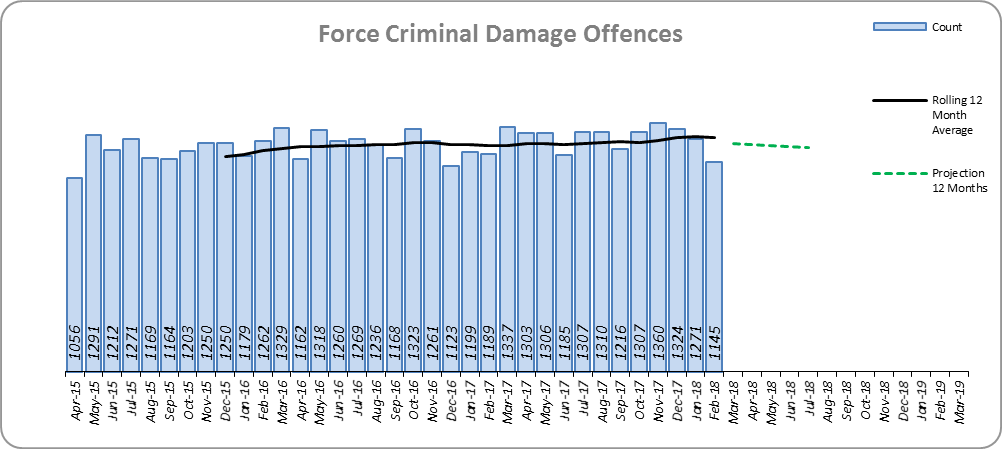 Force Criminal Damage Offences
Count
Rolling 12
Month
Average
Projection
12 Months
1056
1291
1212
1271
1169
1164
1203
1250
1250
1179
1262
1329
1162
1318
1260
1269
1236
1168
1323
1261
1123
1199
1189
1337
1303
1306
1185
1307
1310
1216
1307
1360
1324
1271
1145
Apr-15
May-15
Jun-15
Jul-15
Aug-15
Sep-15
Oct-15
Nov-15
Dec-15
Jan-16
Feb-16
Mar-16
Apr-16
May-16
Jun-16
Jul-16
Aug-16
Sep-16
Oct-16
Nov-16
Dec-16
Jan-17
Feb-17
Mar-17
Apr-17
May-17
Jun-17
Jul-17
Aug-17
Sep-17
Oct-17
Nov-17
Dec-17
Jan-18
Feb-18
Mar-18
Apr-18
May-18
Jun-18
Jul-18
Aug-18
Sep-18
Oct-18
Nov-18
Dec-18
Jan-19
Feb-19
Mar-19